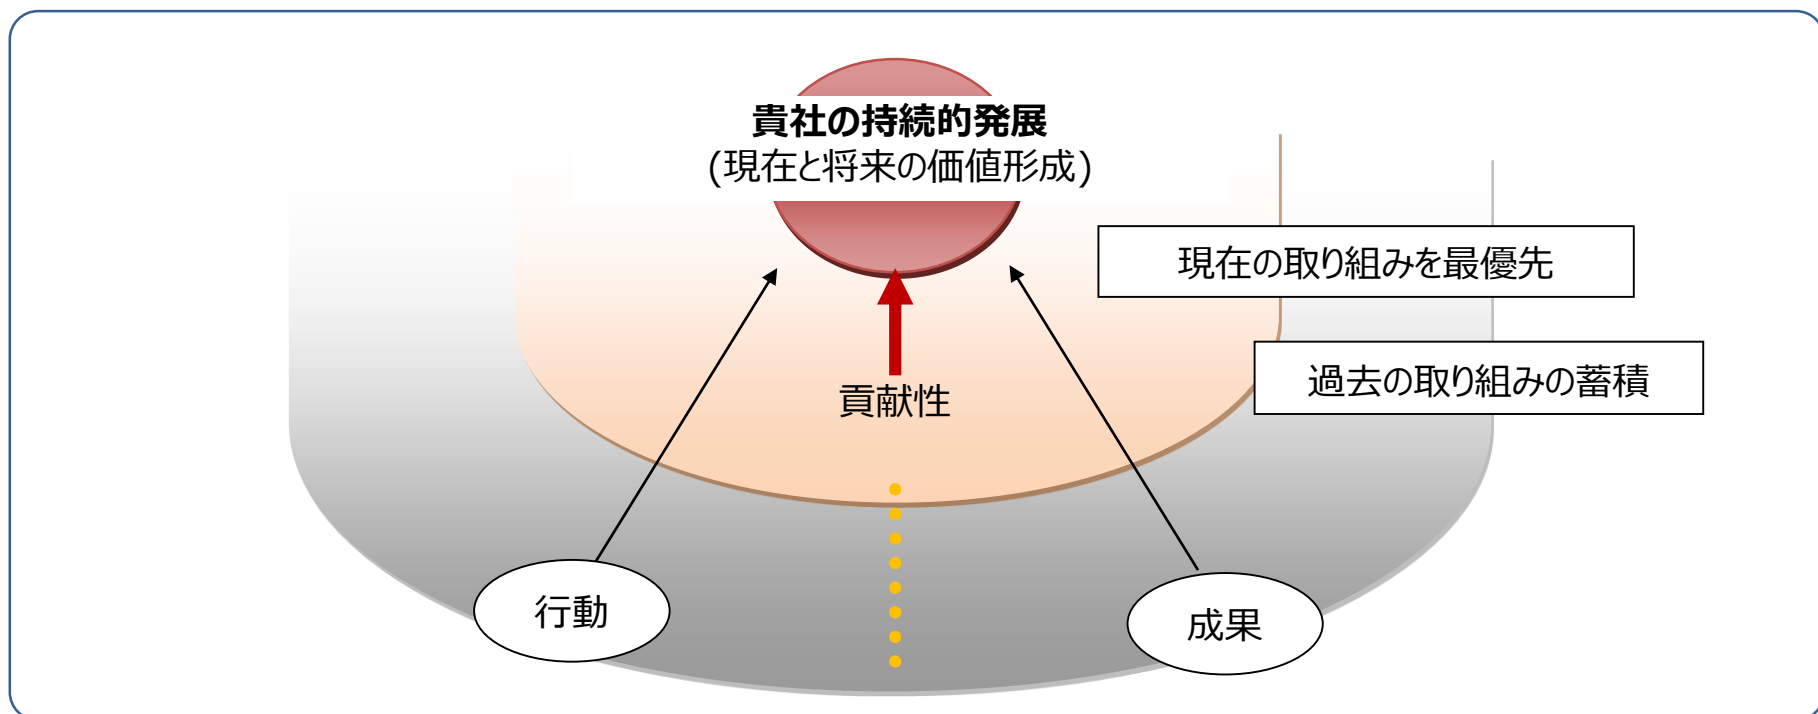 貴社の持続的発展
(現在と将来の価値形成)
現在の取り組みを最優先
過去の取り組みの蓄積
貢献性
行動
成果